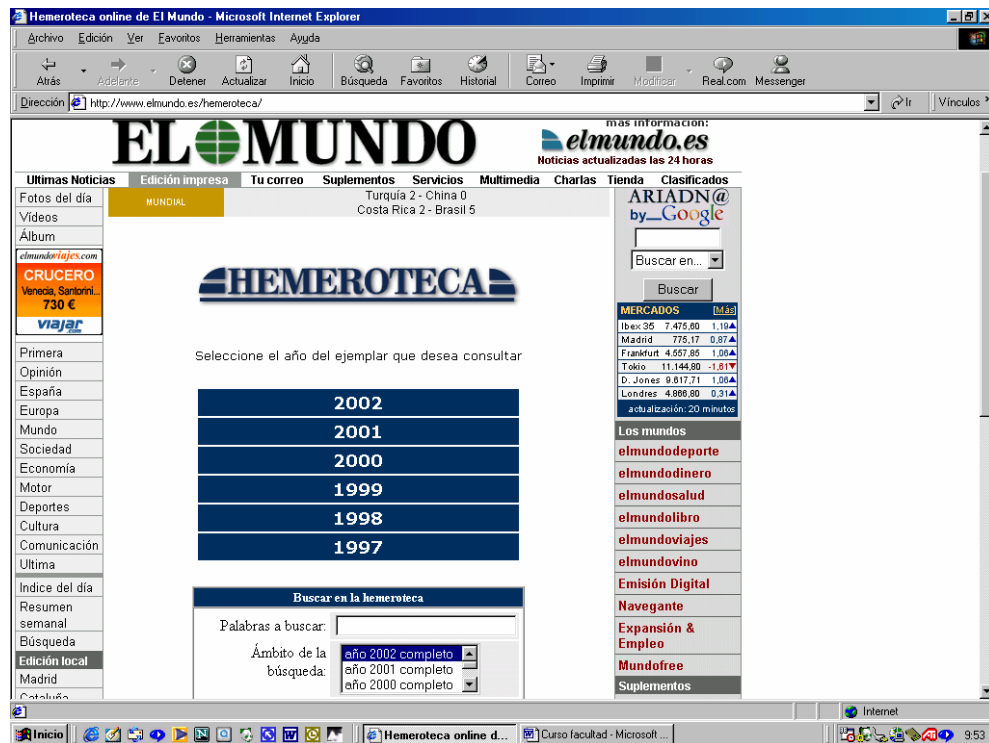 Hemeroteca online de El Mundo - Microsoft Internet Explorer
Archivo Edición Ver Favoritos Herramientas Ayuda
Atrás Adelante Detener Actualizar Inicio Búsqueda Favoritos Historial Correo Imprimir Modificar Real.com Messenger
Dirección http://www.elmundo.es/hemeroteca/ Ir Vínculos
EL MUNDO
más información:
elmundo.es
Noticias actualizadas las 24 horas
Ultimas Noticias Edición impresa Tu correo Suplementos Servicios Multimedia Charlas Tienda Clasificados
Fotos del día
Vídeos
Álbum
elmundoviajes.com
CRUCERO
Venecia, Santorini...
730 €
viajar
.com
Primera
Opinión
España
Europa
Mundo
Sociedad
Economía
Motor
Deportes
Cultura
Comunicación
Ultima
Indice del día
Resumen
semanal
Búsqueda
Edición local
Madrid
Cataluña
MUNDIAL
Turquía 2 - China 0
Costa Rica 2 - Brasil 5
HEMEROTECA
Seleccione el año del ejemplar que desea consultar
2002
2001
2000
1999
1998
1997
Buscar en la hemeroteca
Palabras a buscar:
Ámbito de la
búsqueda:
año 2002 completo
año 2001 completo
año 2000 completo
ARIADN@
by Google
Buscar en...
Buscar
MERCADOS [Más]
Ibex 35 7.475,60 1,19
Madrid 775,17 0,87
Frankfurt 4.557,85 1,06
Tokio 11.144,80 -1,61
D. Jones 9.617,71 1,06
Londres 4.866,80 0,31
actualización: 20 minutos
Los mundos
elmundodeporte
elmundodinero
elmundosalud
elmundolibro
elmundoviajes
elmundovino
Emisión Digital
Navegante
Expansión &
Empleo
Mundofree
Suplementos
Internet
Inicio Hemeroteca online d... Curso facultad - Microsoft ... 9:53